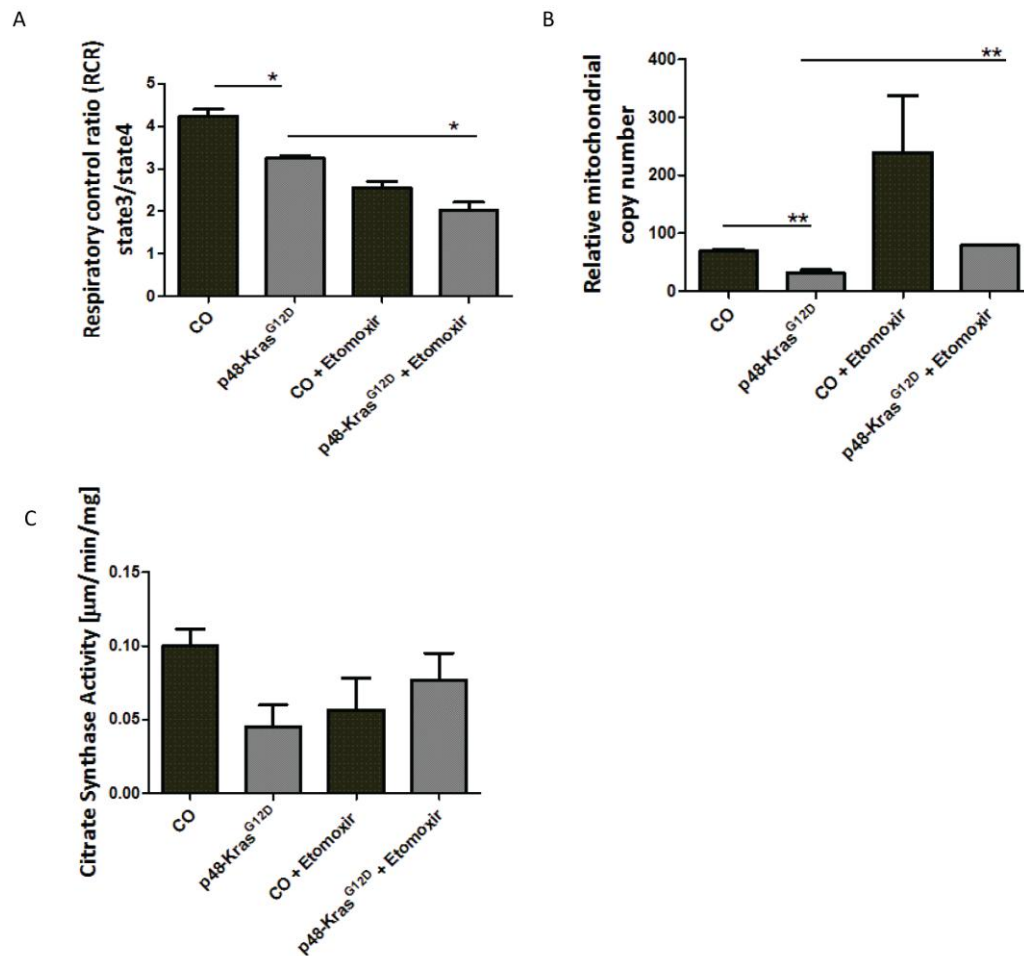 A
Respiratory control ratio (RCR)
state3/state4
5
4
3
2
1
0
*
*
CO
p48-Kras^G12D
CO + Etomoxir
p48-Kras^G12D + Etomoxir
B
Relative mitochondrial
copy number
400
300
200
100
0
**
**
CO
p48-Kras^G12D
CO + Etomoxir
p48-Kras^G12D + Etomoxir
C
Citrate Synthase Activity [µm/min/mg]
0.15
0.10
0.05
0.00
CO
p48-Kras^G12D
CO + Etomoxir
p48-Kras^G12D + Etomoxir